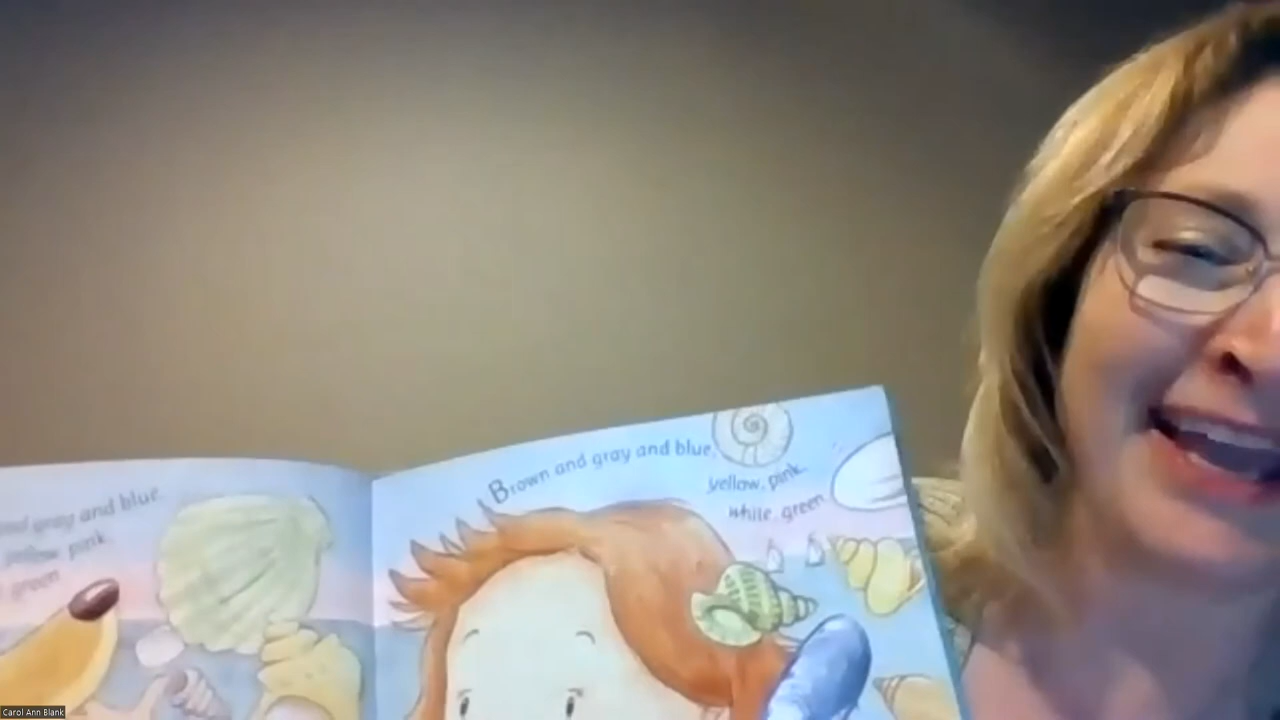 and gray and blue.
yellow, pink.
green
Brown and gray and blue,
yellow, pink.
white, green
Carol Ann Blank